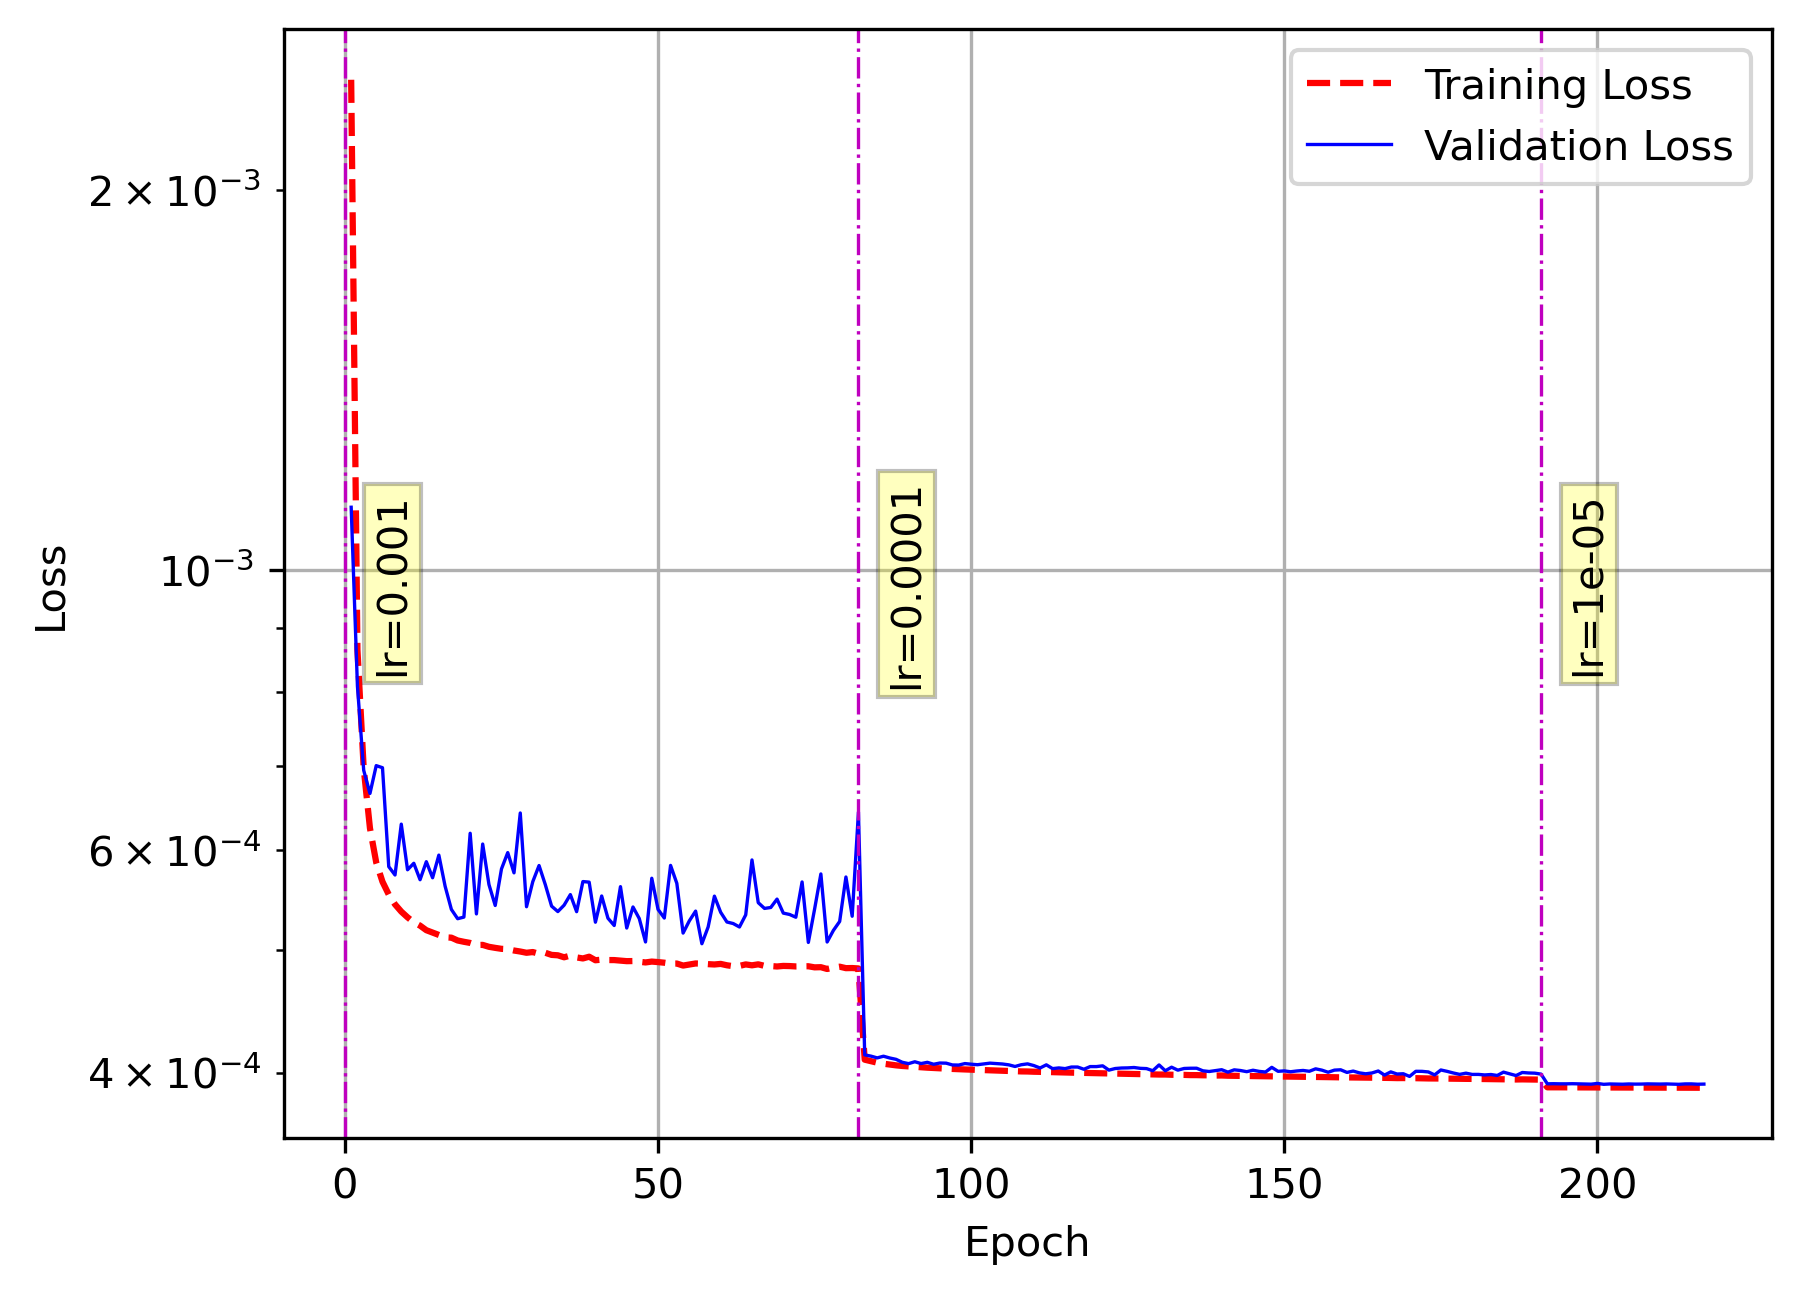 Training Loss
Validation Loss
2 × 10⁻³
10⁻³
6 × 10⁻⁴
4 × 10⁻⁴
Loss
lr=0.001
lr=0.0001
lr=1e-05
0 50 100 150 200
Epoch